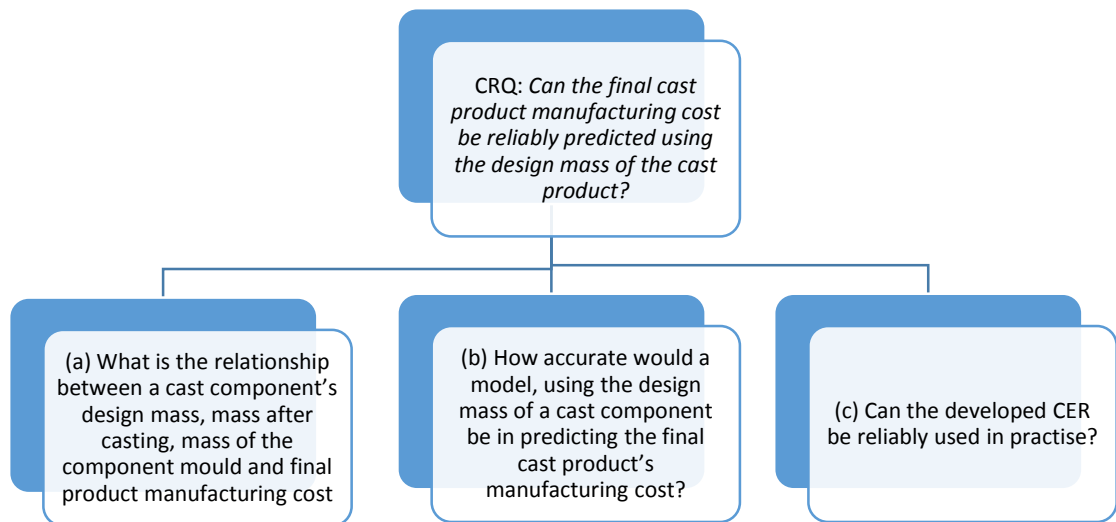 CRQ: Can the final cast
product manufacturing cost
be reliably predicted using
the design mass of the cast
product?
(a) What is the relationship
between a cast component’s
design mass, mass after
casting, mass of the
component mould and final
product manufacturing cost
(b) How accurate would a
model, using the design
mass of a cast component
be in predicting the final
cast product’s
manufacturing cost?
(c) Can the developed CER
be reliably used in practise?